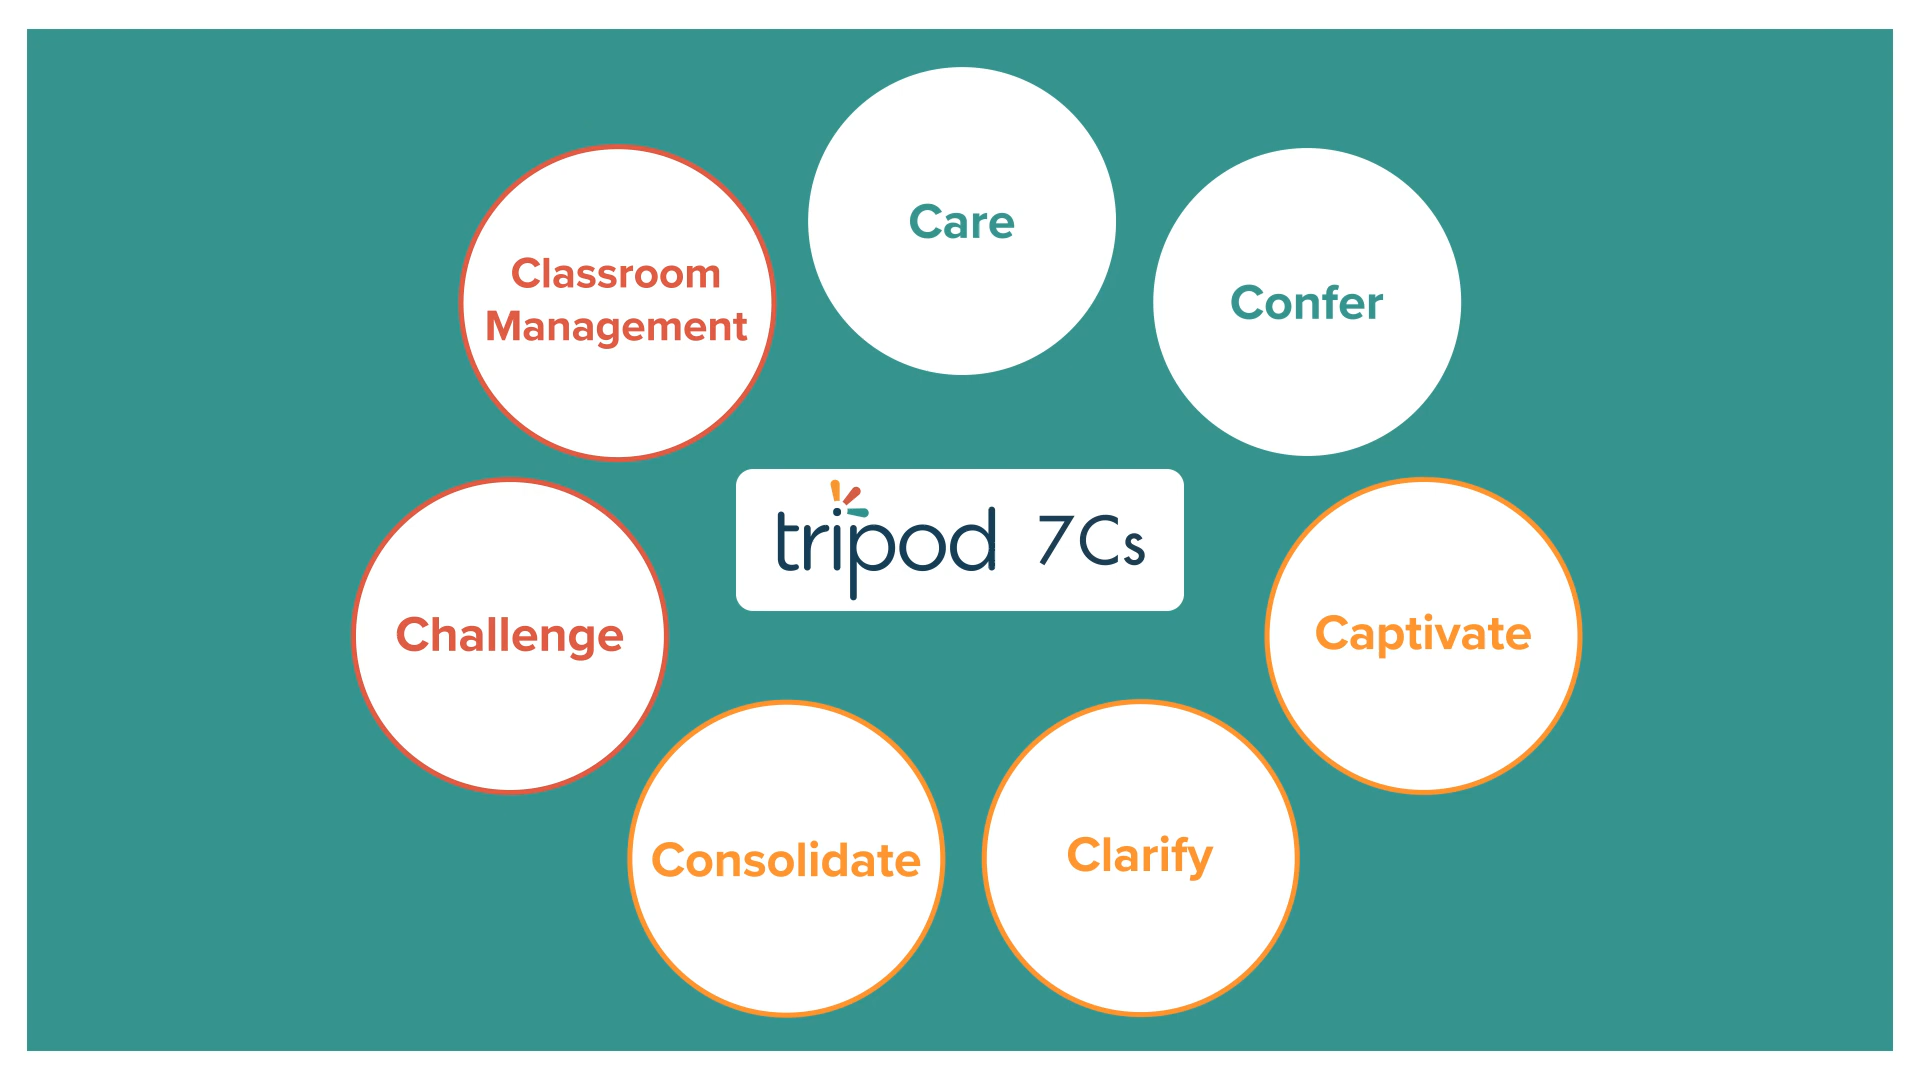 Care
Confer
Captivate
Clarify
Consolidate
Challenge
Classroom
Management
tripod 7Cs